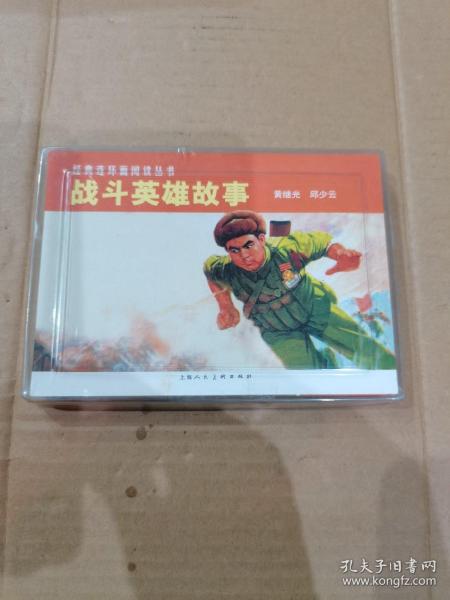 经典连环画阅读丛书
战斗英雄故事
黄继光 邱少云
上海人民美术出版社
孔夫子旧书网
www.kongfz.com